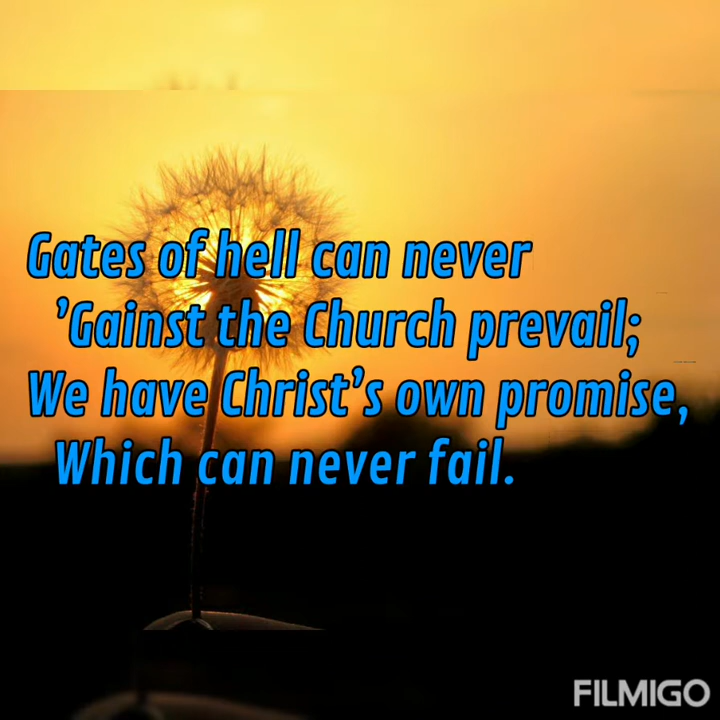 Gates of hell can never
’Gainst the Church prevail;
We have Christ’s own promise,
Which can never fail.
FILMIGO